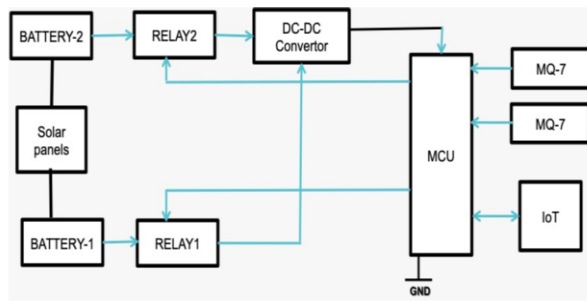 BATTERY-2
RELAY2
DC-DC
Convertor
MQ-7
MQ-7
Solar
panels
MCU
BATTERY-1
RELAY1
IoT
GND